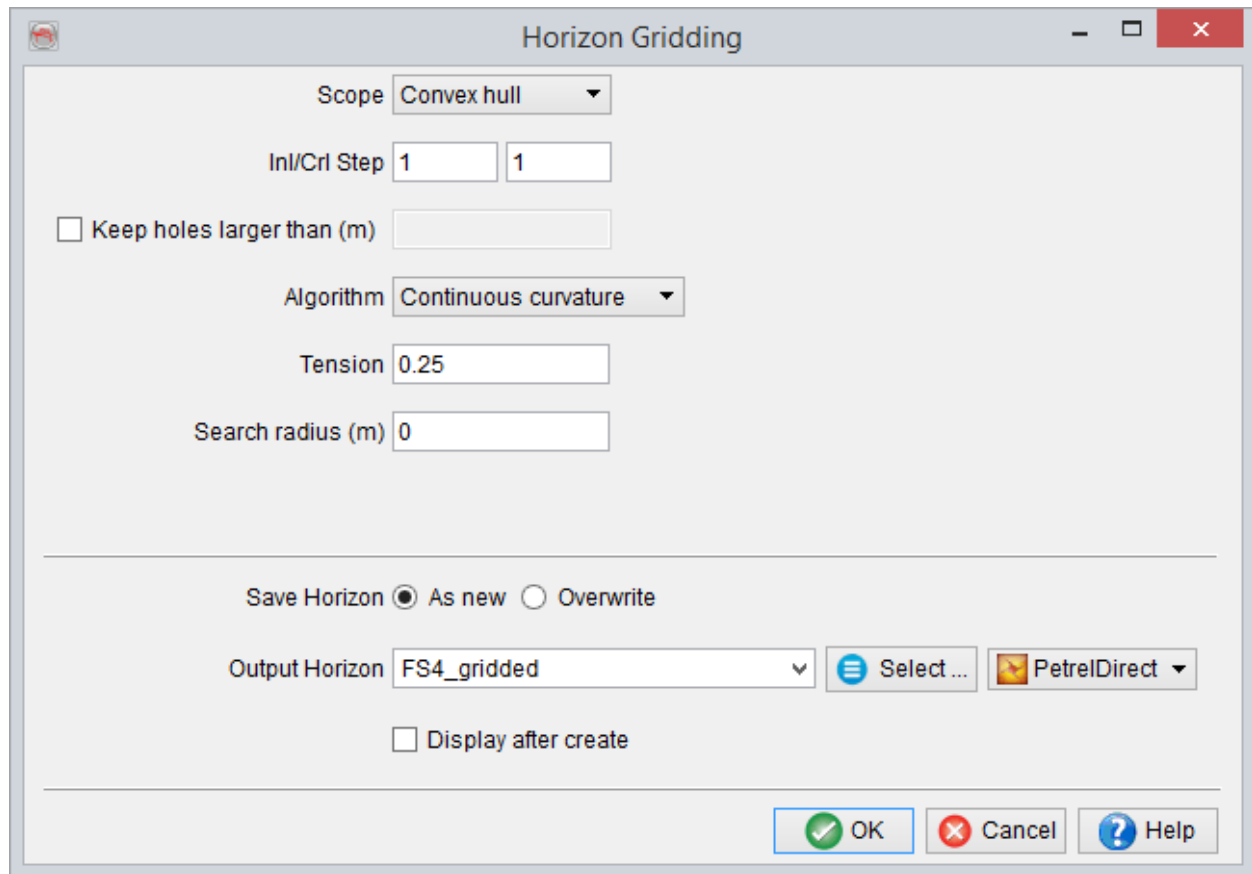 Horizon Gridding
Scope Convex hull
Inl/Crl Step 1 1
Keep holes larger than (m)
Algorithm Continuous curvature
Tension 0.25
Search radius (m) 0
Save Horizon As new Overwrite
Output Horizon FS4_gridded Select ... PetrelDirect
Display after create
OK Cancel Help